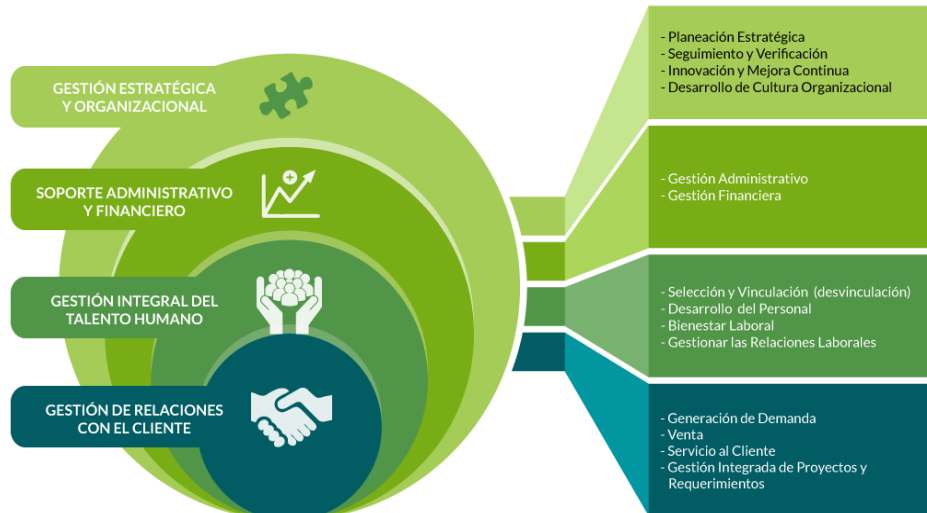 GESTIÓN ESTRATÉGICA
Y ORGANIZACIONAL
SOPORTE ADMINISTRATIVO
Y FINANCIERO
GESTIÓN INTEGRAL DEL
TALENTO HUMANO
GESTIÓN DE RELACIONES
CON EL CLIENTE
- Planeación Estratégica
- Seguimiento y Verificación
- Innovación y Mejora Continua
- Desarrollo de Cultura Organizacional
- Gestión Administrativo
- Gestión Financiera
- Selección y Vinculación (desvinculación)
- Desarrollo del Personal
- Bienestar Laboral
- Gestionar las Relaciones Laborales
- Generación de Demanda
- Venta
- Servicio al Cliente
- Gestión Integrada de Proyectos y
Requerimientos